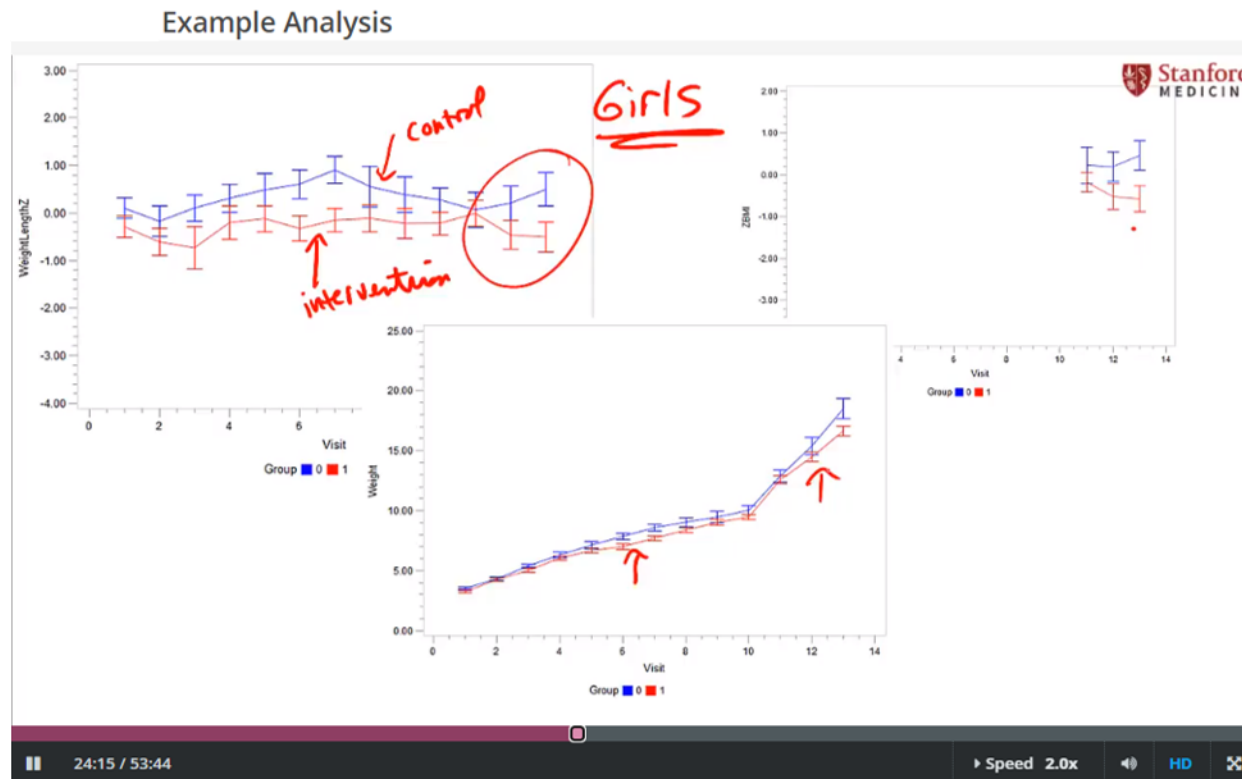 Example Analysis
Stanford
MEDICIN
Girls
control
intervention
WeightLengthZ
3.00
2.00
1.00
0.00
-1.00
-2.00
-3.00
-4.00
0
2
4
6
Visit
Group 0 1
ZBMI
2.00
1.00
0.00
-1.00
-2.00
-3.00
4 6 8 10 12 14
Visit
Group 0 1
Weight
25.00
20.00
15.00
10.00
5.00
0.00
0 2 4 6 8 10 12 14
Visit
Group 0 1
24:15 / 53:44
Speed 2.0x
HD